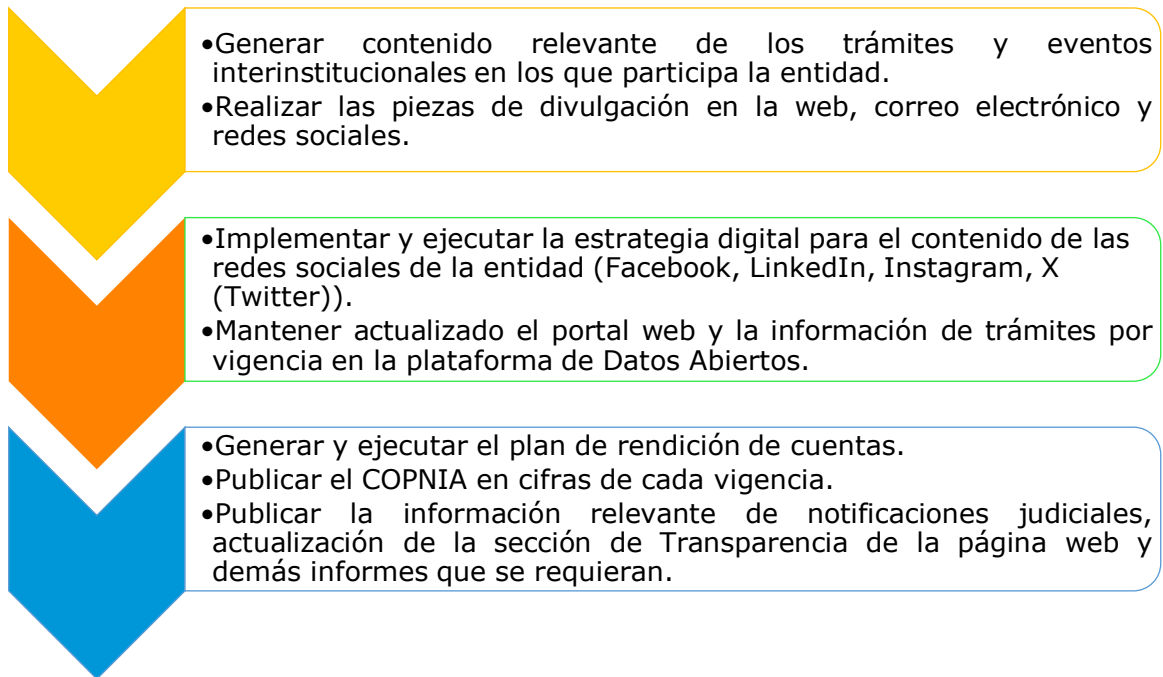 •Generar contenido relevante de los trámites y eventos
interinstitucionales en los que participa la entidad.
•Realizar las piezas de divulgación en la web, correo electrónico y
redes sociales.
•Implementar y ejecutar la estrategia digital para el contenido de las
redes sociales de la entidad (Facebook, LinkedIn, Instagram, X
(Twitter)).
•Mantener actualizado el portal web y la información de trámites por
vigencia en la plataforma de Datos Abiertos.
•Generar y ejecutar el plan de rendición de cuentas.
•Publicar el COPNIA en cifras de cada vigencia.
•Publicar la información relevante de notificaciones judiciales,
actualización de la sección de Transparencia de la página web y
demás informes que se requieran.